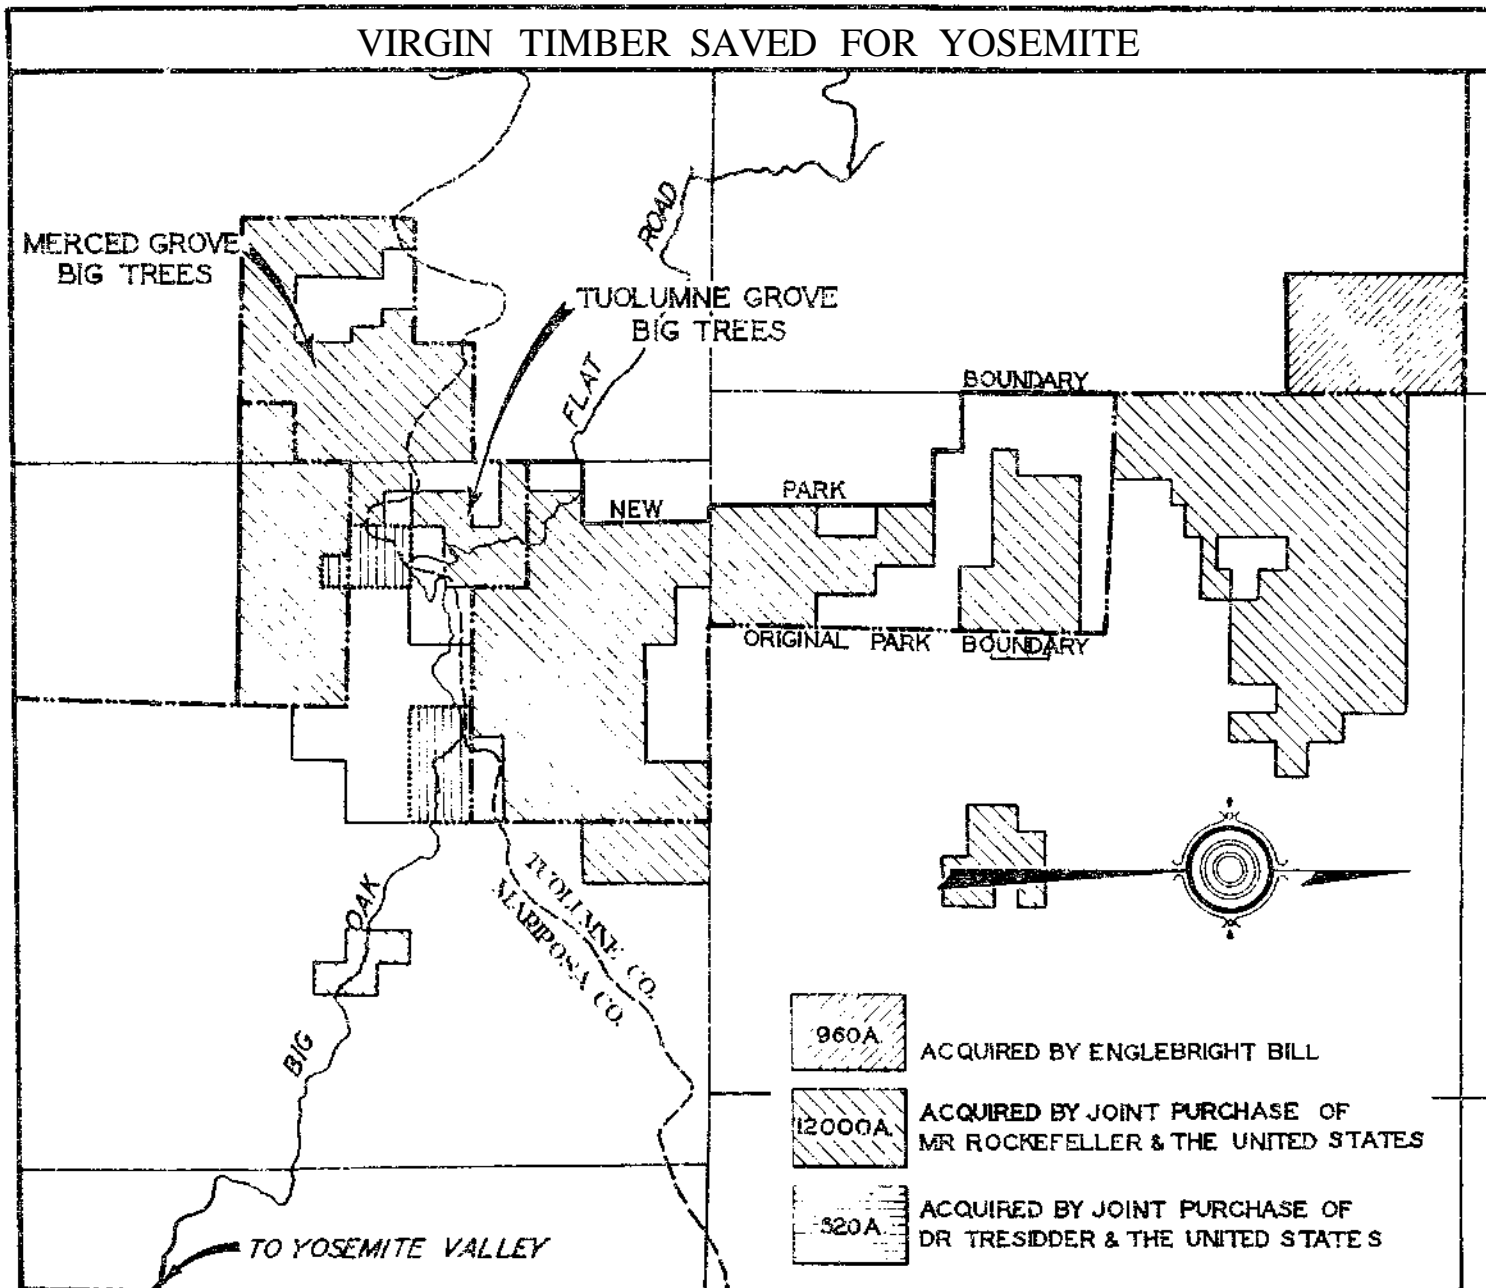 VIRGIN TIMBER SAVED FOR YOSEMITE
MERCED GROVE
BIG TREES
ROAD
TUOLUMNE GROVE
BIG TREES
FLAT
BOUNDARY
PARK
NEW
ORIGINAL PARK BOUNDARY
TUOLUMNE CO.
MARIPOSA CO.
OAK
BIG
960A.
ACQUIRED BY ENGLEBRIGHT BILL
12000A.
ACQUIRED BY JOINT PURCHASE OF
MR ROCKEFELLER & THE UNITED STATES
520A.
ACQUIRED BY JOINT PURCHASE OF
DR TRESIDDER & THE UNITED STATES
TO YOSEMITE VALLEY